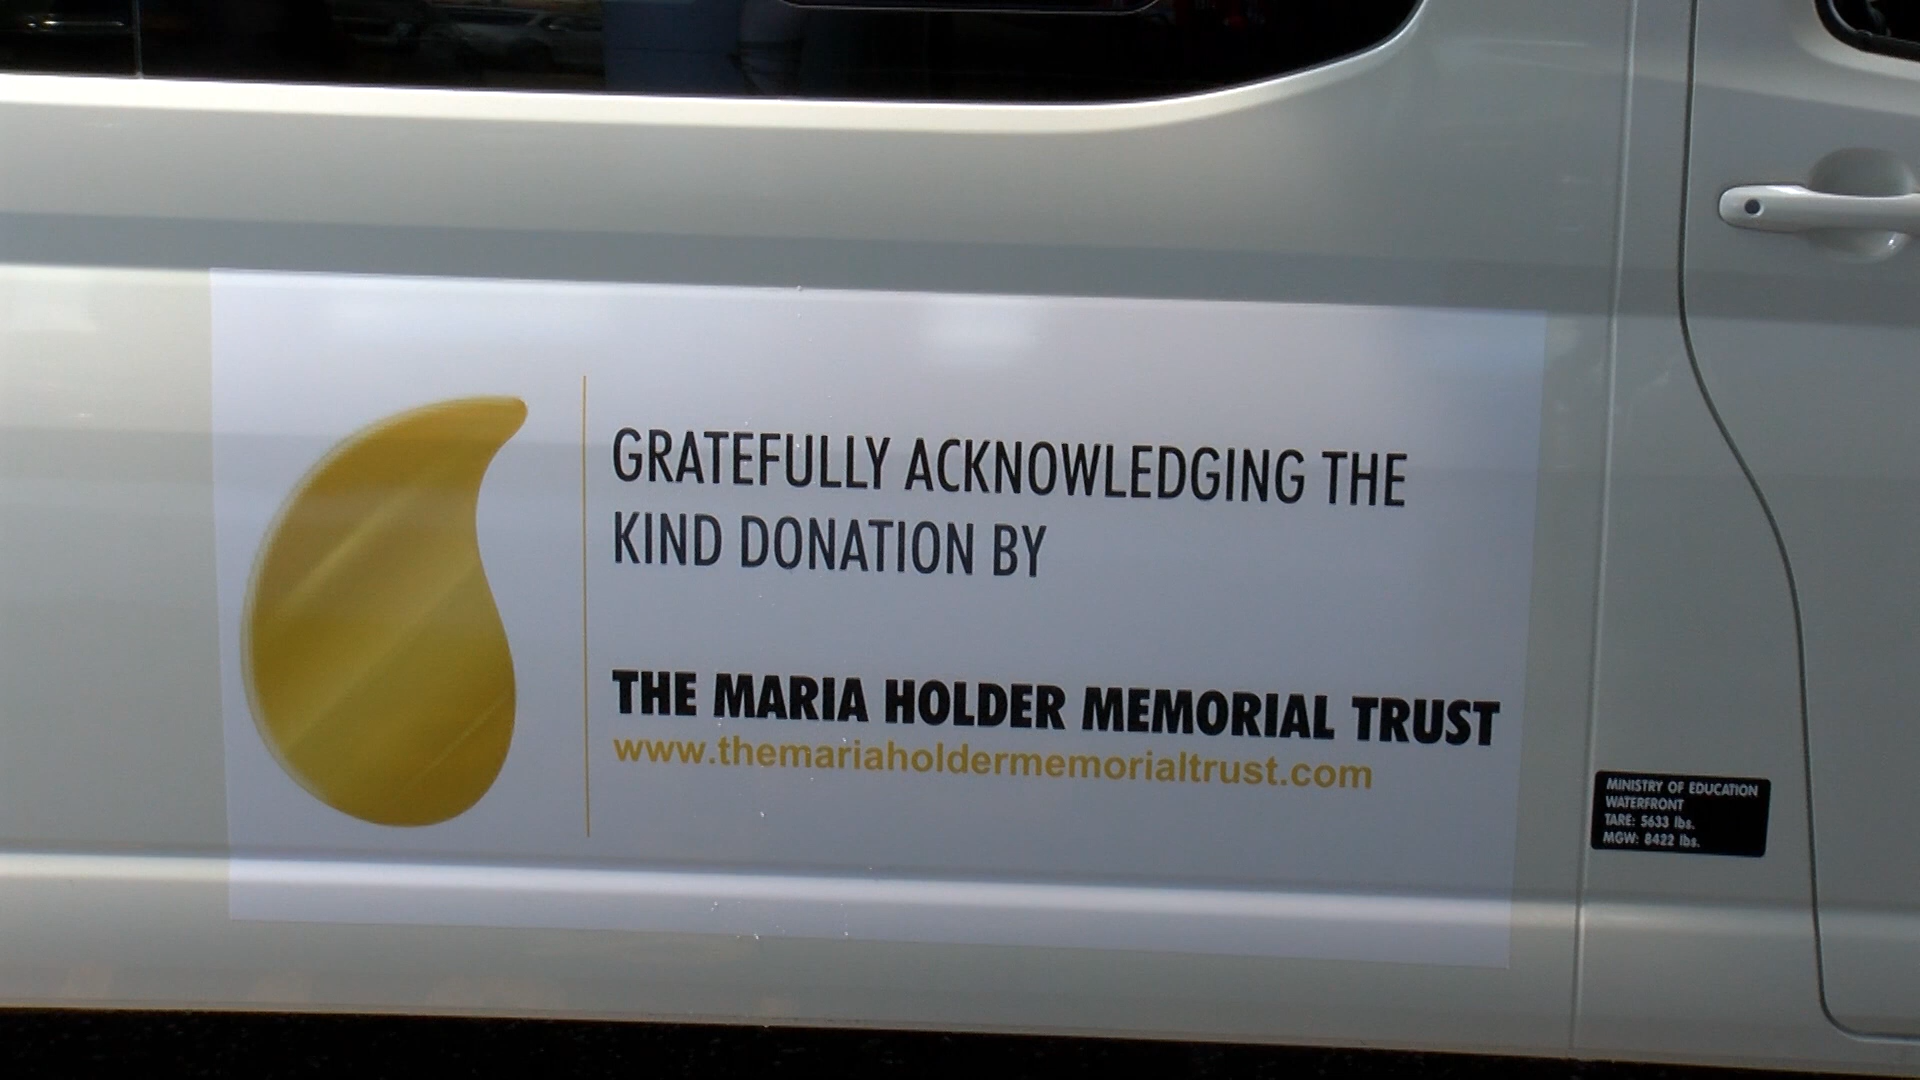 GRATEFULLY ACKNOWLEDGING THE
KIND DONATION BY
THE MARIA HOLDER MEMORIAL TRUST
www.themariaholdermemorialtrust.com
MINISTRY OF EDUCATION
WATERFRONT
TARE: 5633 lbs.
MGW: 8422 lbs.